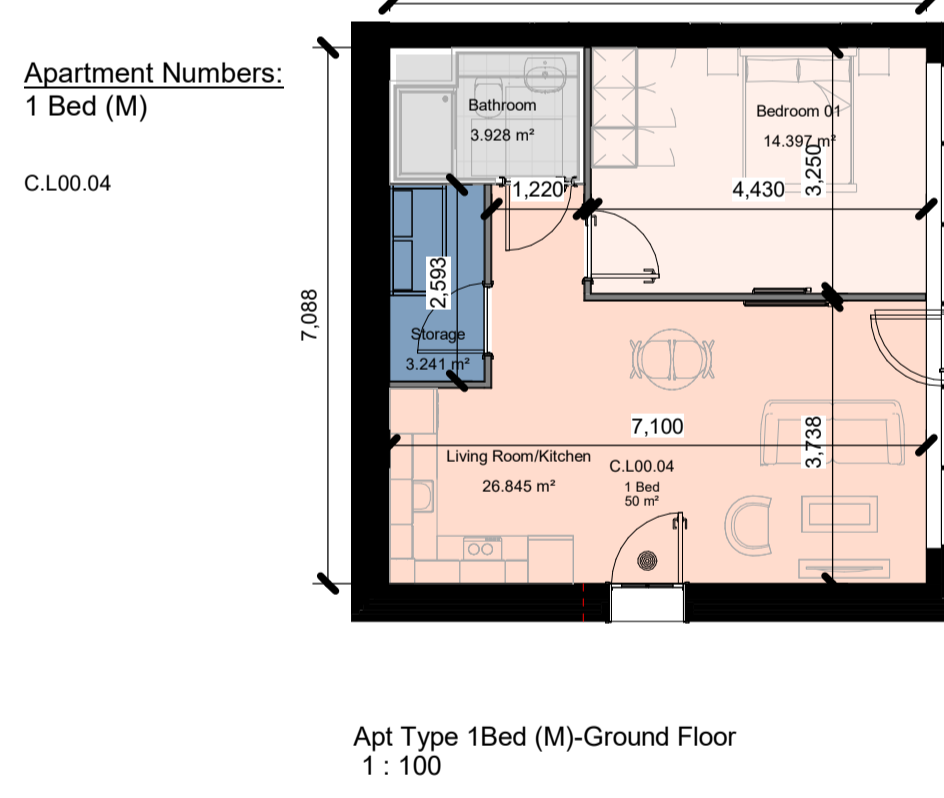 Apartment Numbers:
1 Bed (M)
C.L00.04
Bathroom
3.928 m²
Bedroom 01
14.397 m²
3,250
1,220
4,430
2,593
7,088
Storage
3.241 m²
7,100
3,738
Living Room/Kitchen
26.845 m²
C.L00.04
1 Bed
50 m²
Apt Type 1Bed (M)-Ground Floor
1 : 100